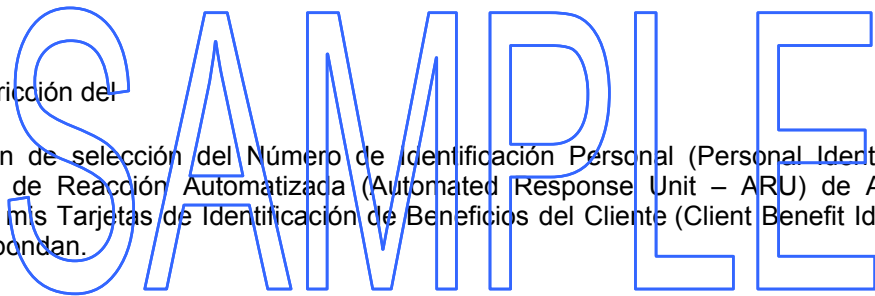 SAMPLE
ricción del
n de selección del Número de Identificación Personal (Personal Ident
de Reacción Automatizada (Automated Response Unit – ARU) de A
mis Tarjetas de Identificación de Beneficios del Cliente (Client Benefit Id
pondan.